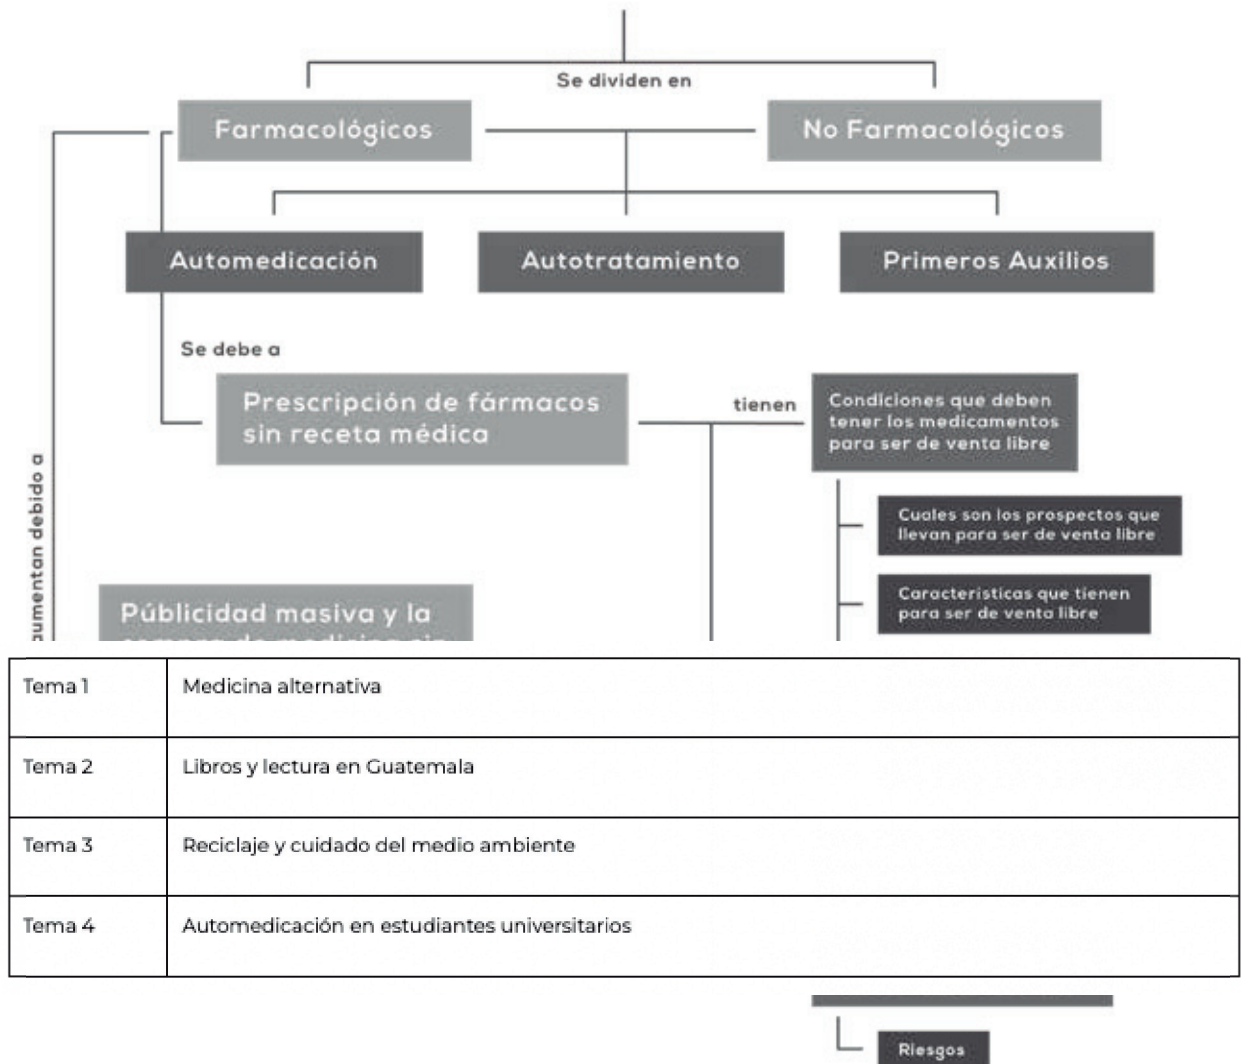 Se dividen en
Farmacológicos
No Farmacológicos
Automedicación
Autotratamiento
Primeros Auxilios
Se debe a
Prescripción de fármacos
sin receta médica
tienen
Condiciones que deben
tener los medicamentos
para ser de venta libre
aumentan debido a
Cuales son los prospectos que
llevan para ser de venta libre
Características que tienen
para ser de venta libre
Públicidad masiva y la
Tema 1 Medicina alternativa
Tema 2 Libros y lectura en Guatemala
Tema 3 Reciclaje y cuidado del medio ambiente
Tema 4 Automedicación en estudiantes universitarios
Riesgos